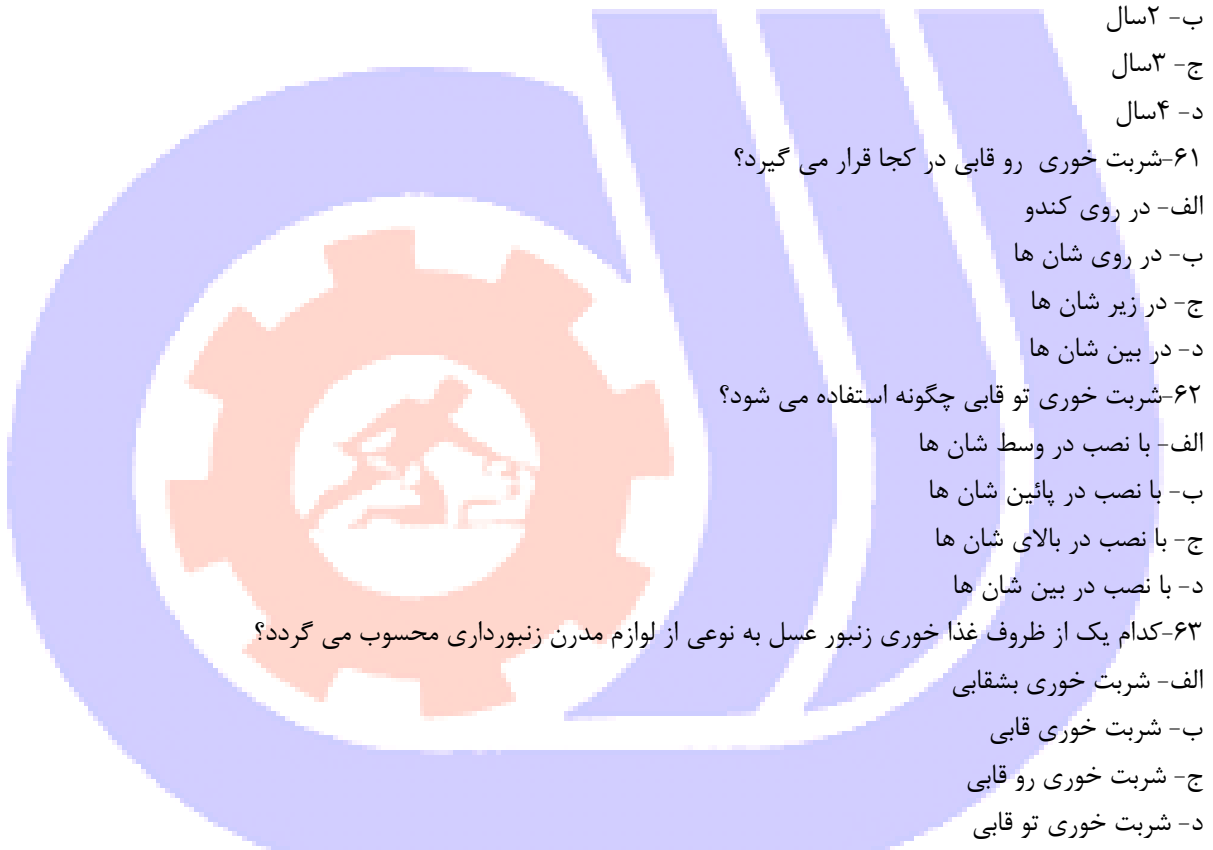 ب- ۲سال
ج- ۳سال
د- ۴سال
۶۱-شربت خوری  رو قابی در کجا قرار می گیرد؟
الف- در روی کندو
ب- در روی شان ها
ج- در زیر شان ها
د- در بین شان ها
۶۲-شربت خوری تو قابی چگونه استفاده می شود؟
الف- با نصب در وسط شان ها
ب- با نصب در پائین شان ها
ج- با نصب در بالای شان ها
د- با نصب در بین شان ها
۶۳-کدام یک از ظروف غذا خوری زنبور عسل به نوعی از لوازم مدرن زنبورداری محسوب می گردد؟
الف- شربت خوری بشقابی
ب- شربت خوری قابی
ج- شربت خوری رو قابی
د- شربت خوری تو قابی